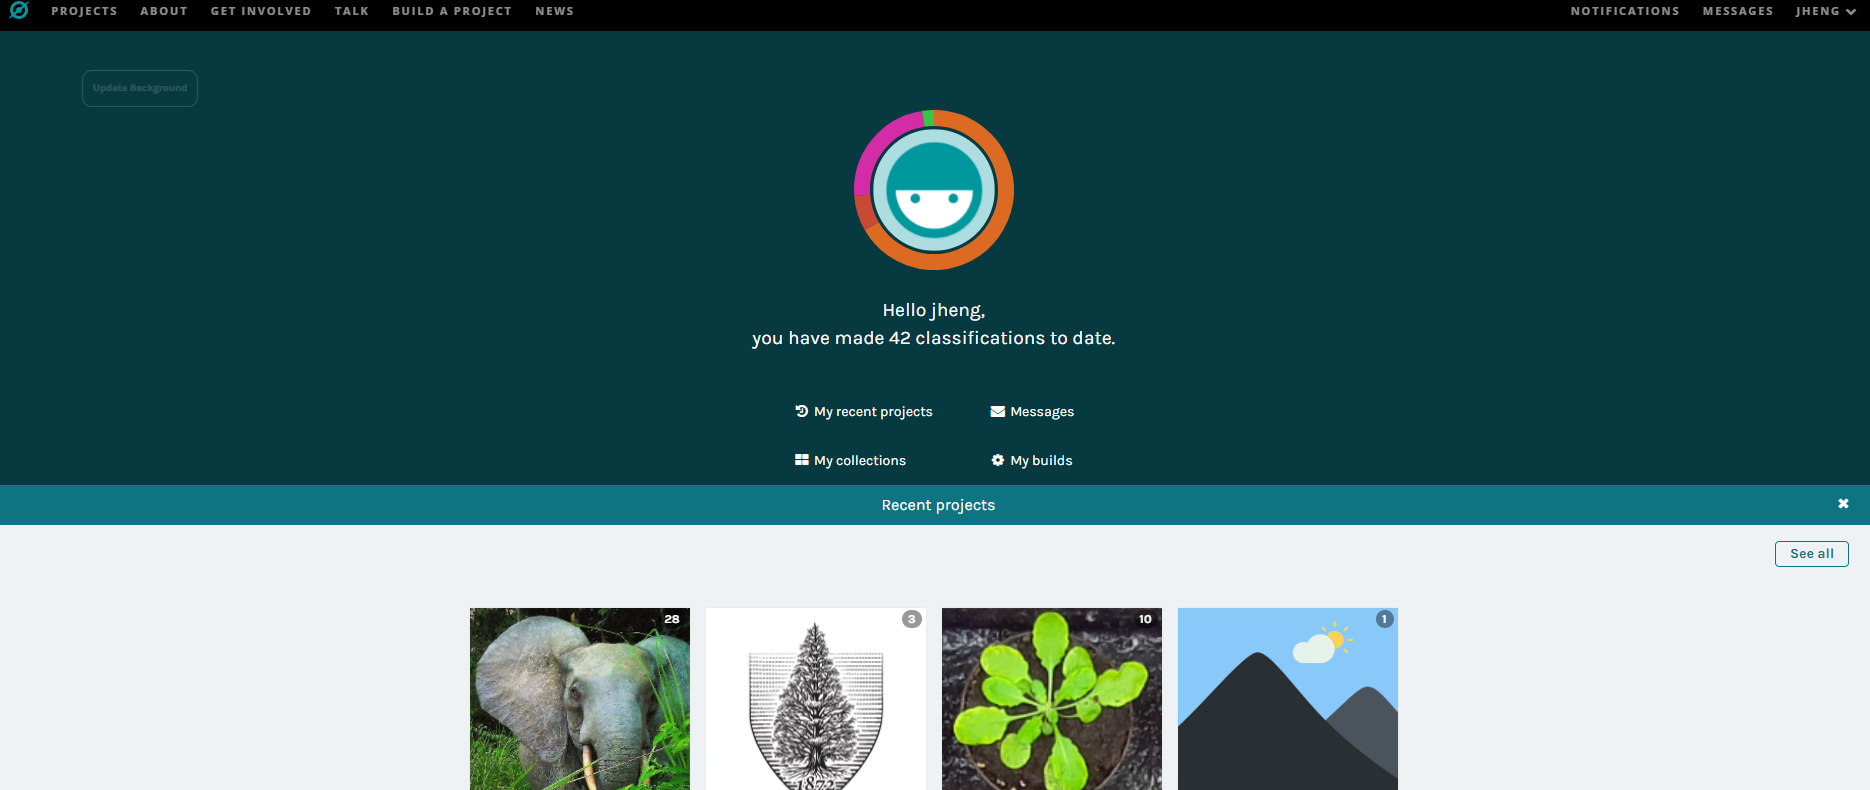 PROJECTS ABOUT GET INVOLVED TALK BUILD A PROJECT NEWS NOTIFICATIONS MESSAGES JHENG
Update Background
Hello jheng,
you have made 42 classifications to date.
My recent projects Messages
My collections My builds
Recent projects
See all
28 3 10 1
1872